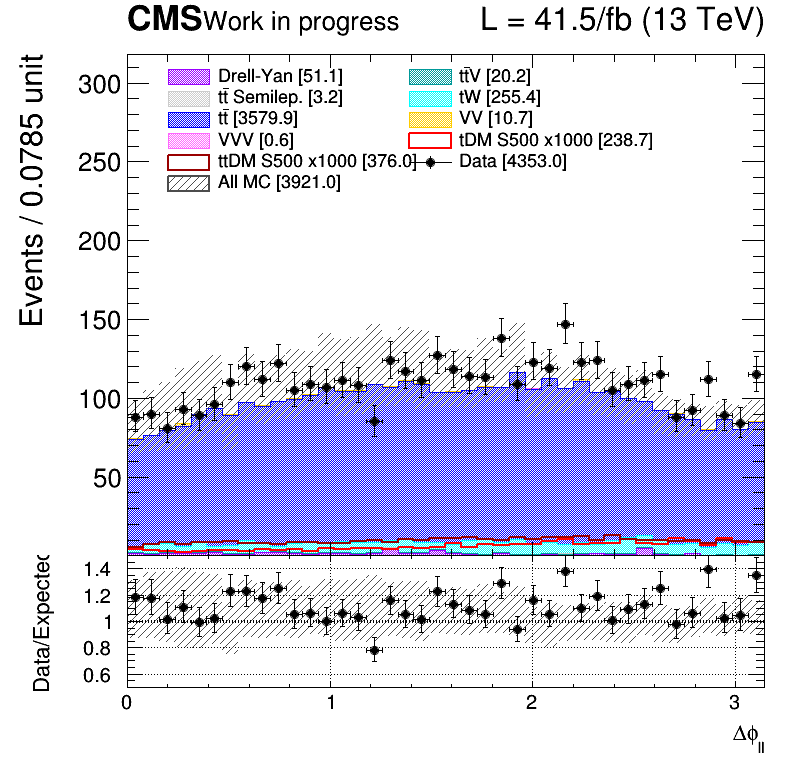 CMS Work in progress L = 41.5/fb (13 TeV)
Events / 0.0785 unit
300
250
200
150
100
50
Drell-Yan [51.1]
tt̄ Semilep. [3.2]
tt̄ [3579.9]
VVV [0.6]
ttDM S500 x1000 [376.0]
All MC [3921.0]
tt̄V [20.2]
tW [255.4]
VV [10.7]
tDM S500 x1000 [238.7]
Data [4353.0]
Data/Expected
1.4
1.2
1
0.8
0.6
0 1 2 3
Δϕll